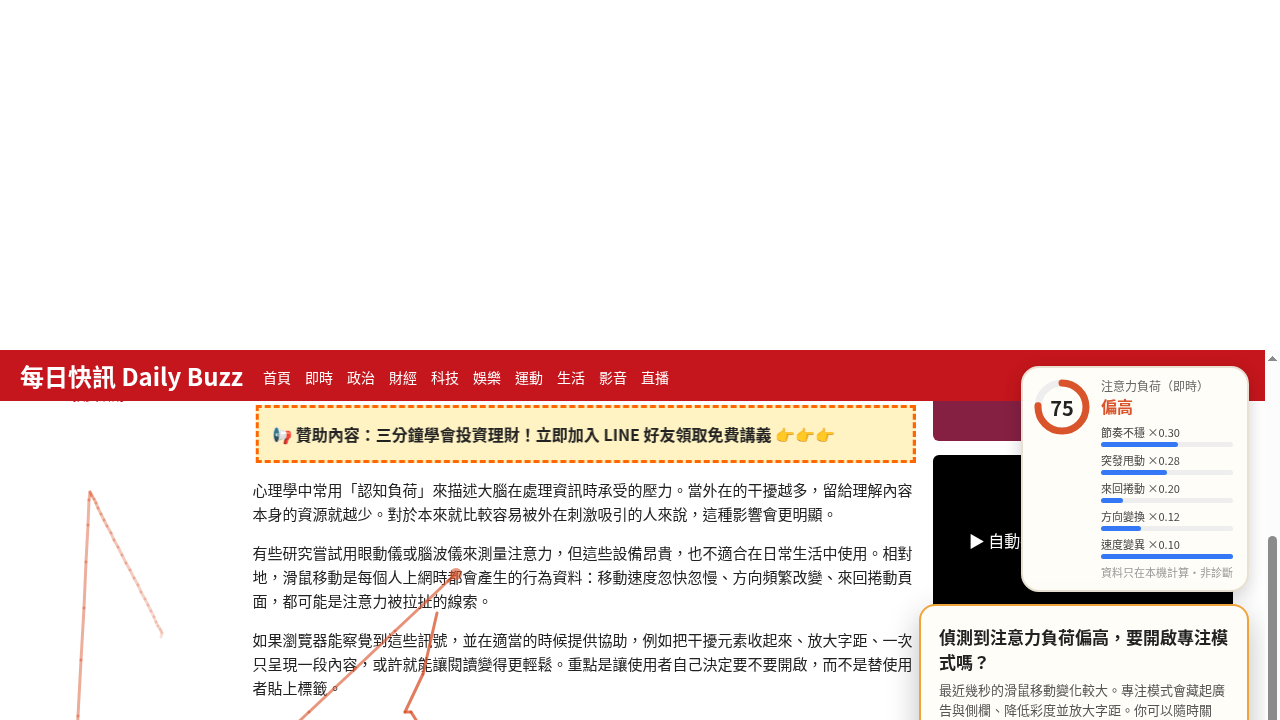 每日快訊 Daily Buzz
首頁 即時 政治 財經 科技 娛樂 運動 生活 影音 直播
📢 贊助內容：三分鐘學會投資理財！立即加入 LINE 好友領取免費講義 👉👉👉
心理學中常用「認知負荷」來描述大腦在處理資訊時承受的壓力。當外在的干擾越多，留給理解內容
本身的資源就越少。對於本來就比較容易被外在刺激吸引的人來說，這種影響會更明顯。
有些研究嘗試用眼動儀或腦波儀來測量注意力，但這些設備昂貴，也不適合在日常生活中使用。相對
地，滑鼠移動是每個人上網時都會產生的行為資料：移動速度忽快忽慢、方向頻繁改變、來回捲動頁
面，都可能是注意力被拉扯的線索。
如果瀏覽器能察覺到這些訊號，並在適當的時候提供協助，例如把干擾元素收起來、放大字距、一次
只呈現一段內容，或許就能讓閱讀變得更輕鬆。重點是讓使用者自己決定要不要開啟，而不是替使用
者貼上標籤。
▶ 自動
75
注意力負荷（即時）
偏高
節奏不穩 ×0.30
突發甩動 ×0.28
來回捲動 ×0.20
方向變換 ×0.12
速度變異 ×0.10
資料只在本機計算・非診斷
偵測到注意力負荷偏高，要開啟專注模
式嗎？
最近幾秒的滑鼠移動變化較大。專注模式會藏起廣
告與側欄、降低彩度並放大字距。你可以隨時關